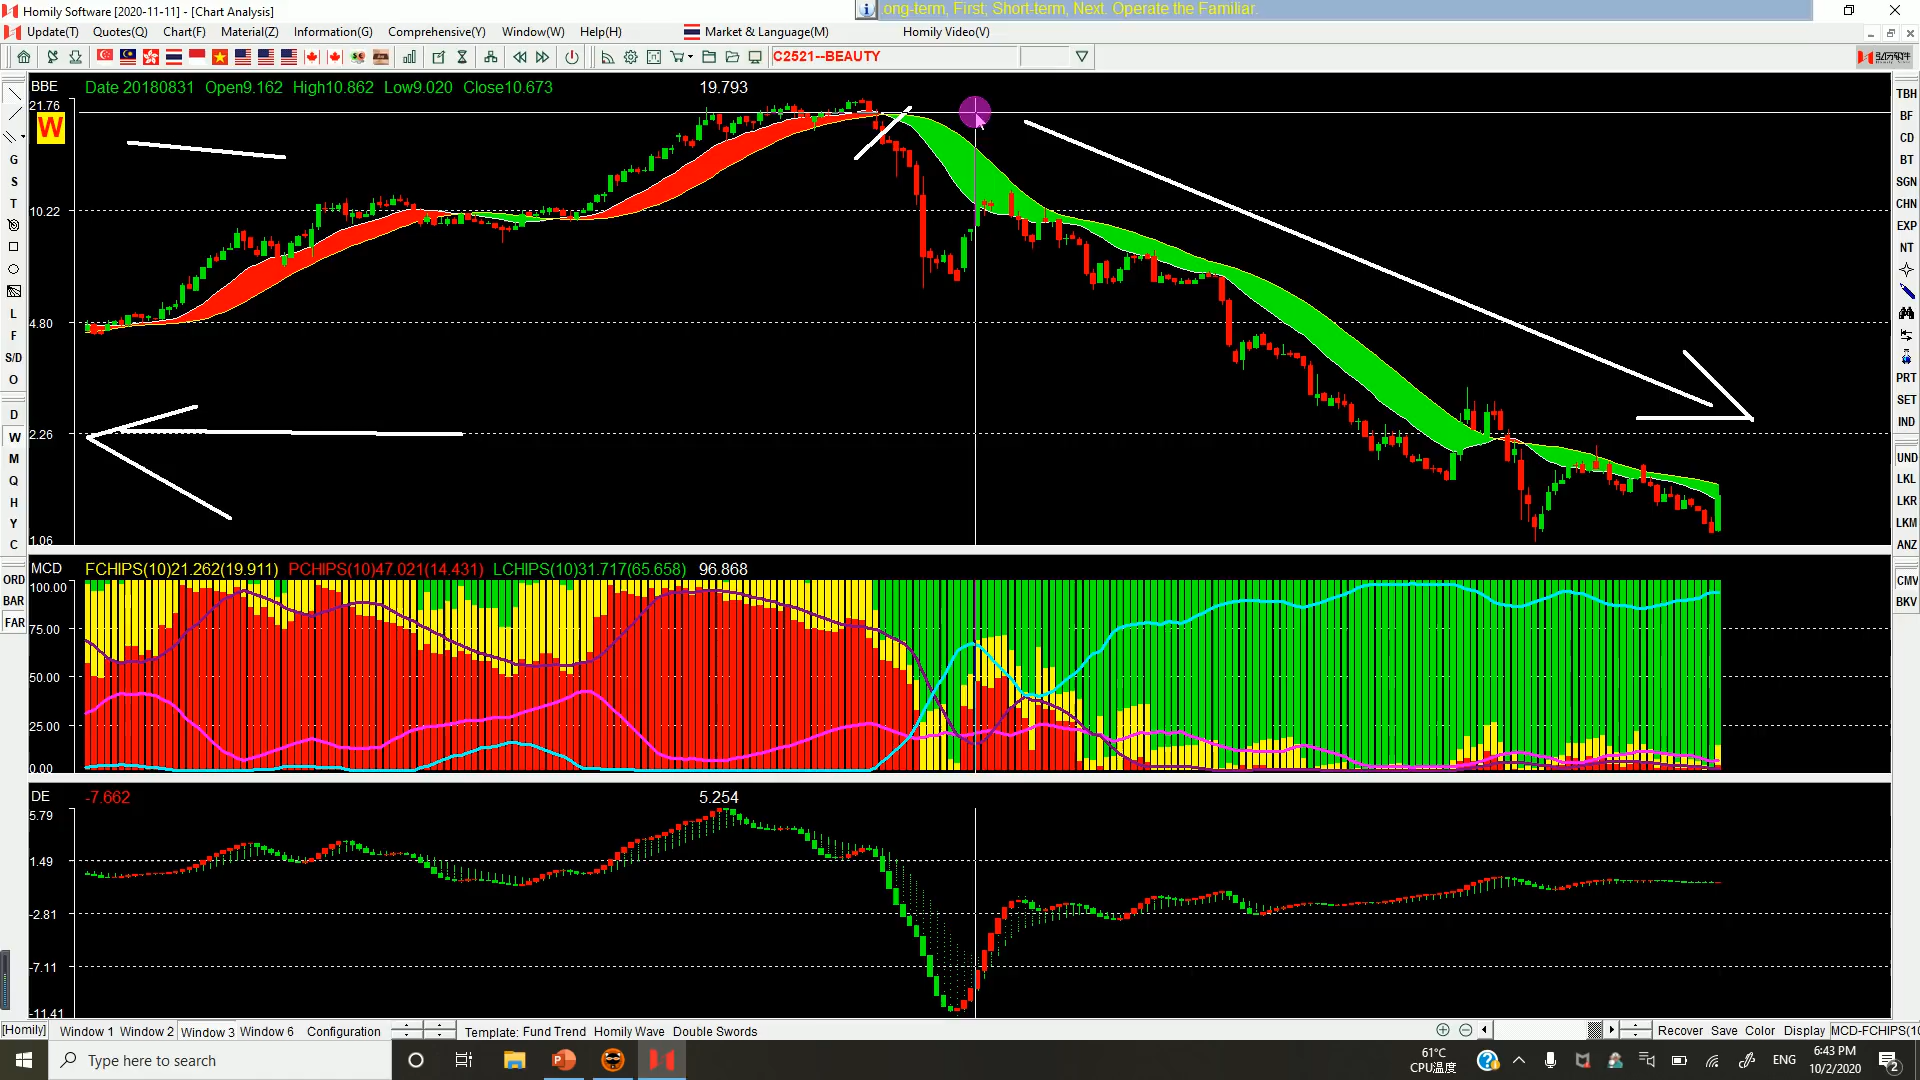 Homily Software [2020-11-11] - [Chart Analysis]
ong-term, First; Short-term, Next. Operate the Familiar.
Update(T) Quotes(Q) Chart(F) Material(Z) Information(G) Comprehensive(Y) Window(W) Help(H) Market & Language(M) Homily Video(V)
C2521--BEAUTY
BBE Date 20180831 Open9.162 High10.862 Low9.020 Close10.673 19.793
21.76
W
10.22
4.80
2.26
1.06
G
S
T
L
F
S/D
O
D
W
M
Q
H
Y
C
ORD
BAR
FAR
TBH
BF
CD
BT
SGN
CHN
EXP
NT
PRT
SET
IND
UND
LKL
LKR
LKM
ANZ
CMV
BKV
MCD FCHIPS(10)21.262(19.911) PCHIPS(10)47.021(14.431) LCHIPS(10)31.717(65.658) 96.868
100.00
75.00
50.00
25.00
0.00
DE -7.662 5.254
5.79
1.49
-2.81
-7.11
-11.41
[Homily] Window 1 Window 2 Window 3 Window 6 Configuration Template: Fund Trend Homily Wave Double Swords Recover Save Color Display MCD-FCHIPS(10
Type here to search
61°C
CPU温度
ENG
6:43 PM
10/2/2020
2